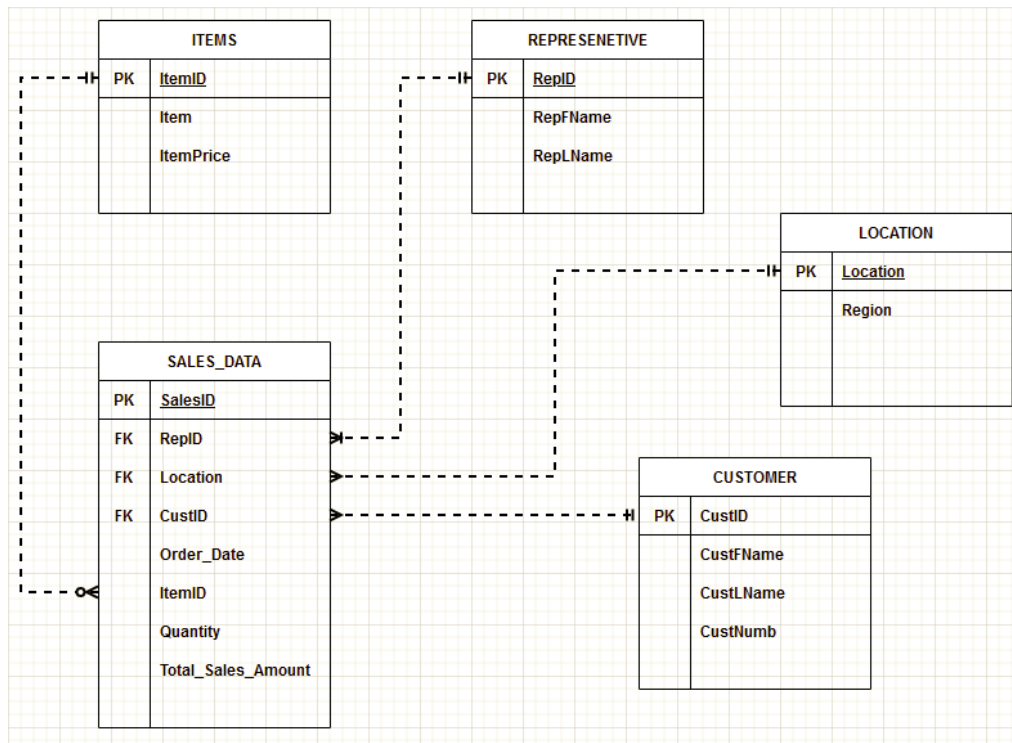 ITEMS
PK ItemID
Item
ItemPrice
REPRESENETIVE
PK RepID
RepFName
RepLName
LOCATION
PK Location
Region
SALES_DATA
PK SalesID
FK RepID
FK Location
FK CustID
Order_Date
ItemID
Quantity
Total_Sales_Amount
CUSTOMER
PK CustID
CustFName
CustLName
CustNumb